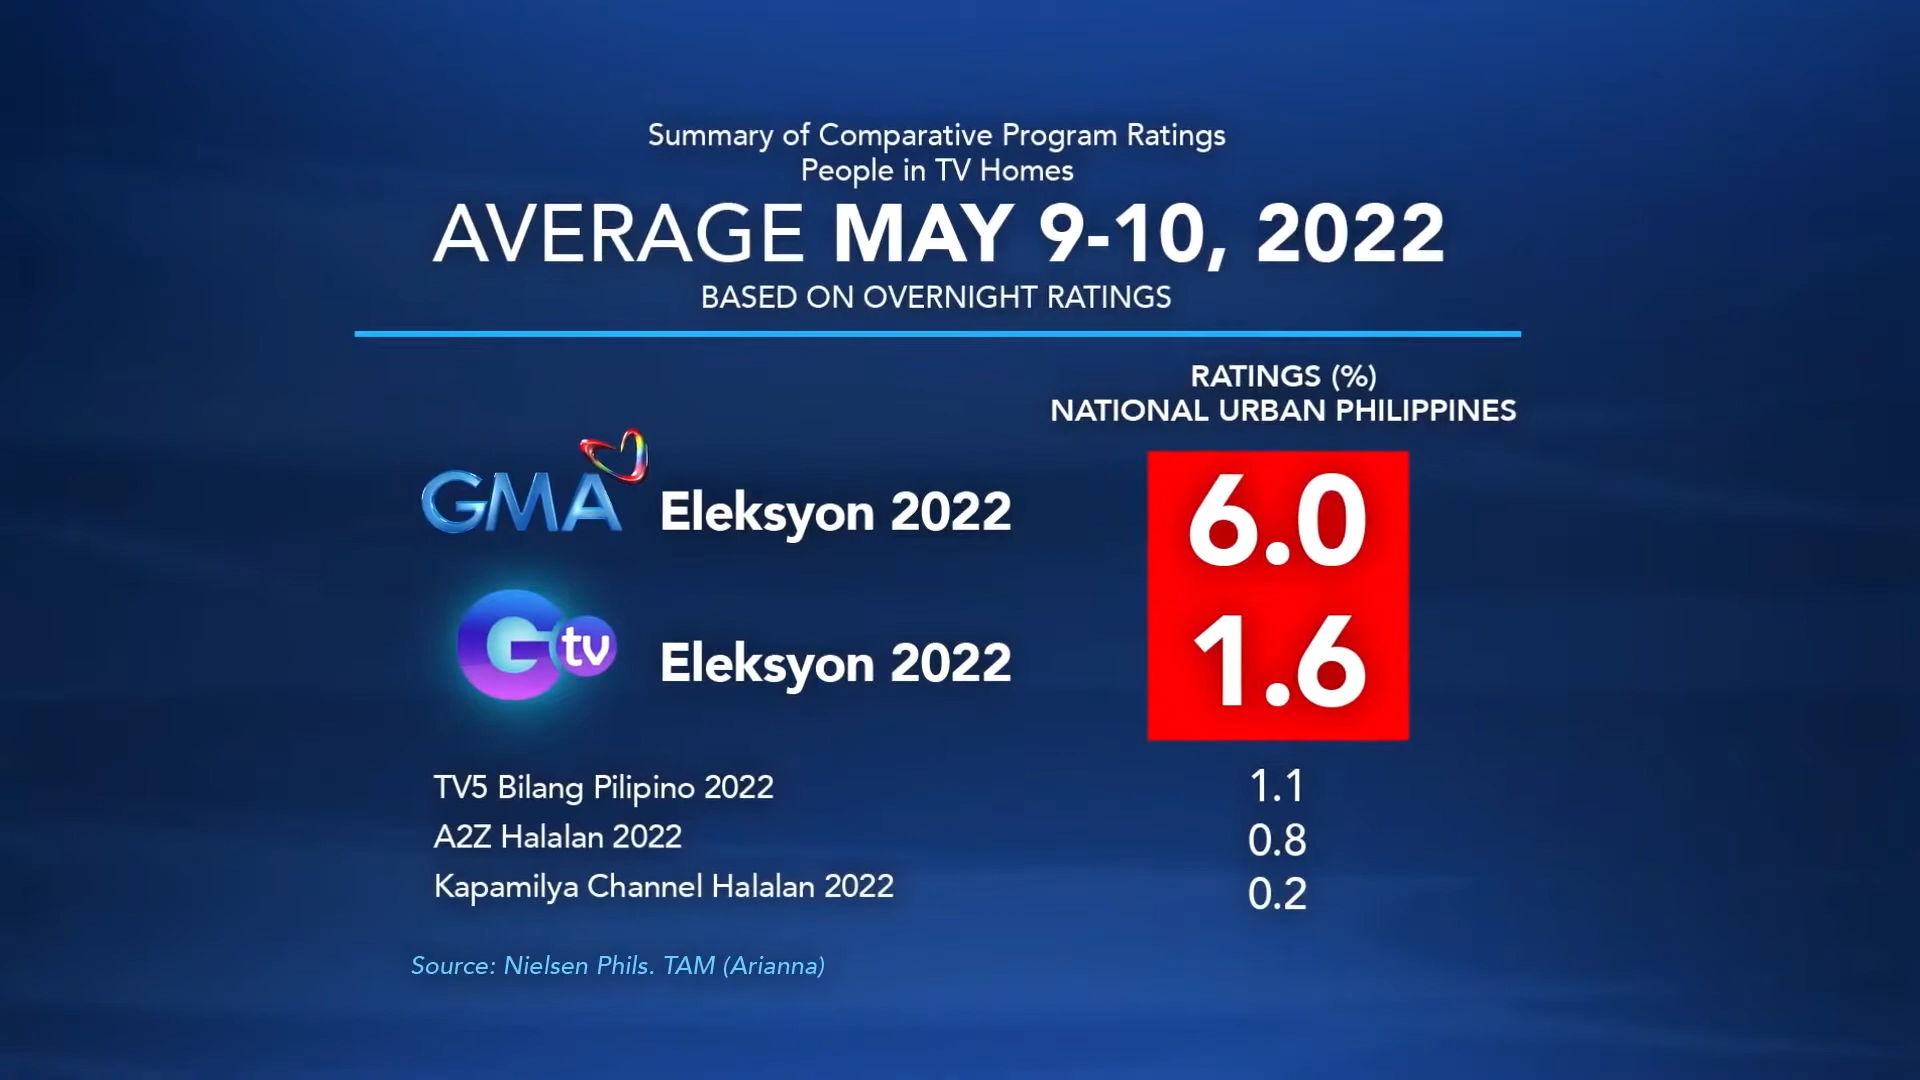 Summary of Comparative Program Ratings
People in TV Homes
AVERAGE MAY 9-10, 2022
BASED ON OVERNIGHT RATINGS
RATINGS (%)
NATIONAL URBAN PHILIPPINES
GMA Eleksyon 2022 6.0
G tv Eleksyon 2022 1.6
TV5 Bilang Pilipino 2022 1.1
A2Z Halalan 2022 0.8
Kapamilya Channel Halalan 2022 0.2
Source: Nielsen Phils. TAM (Arianna)